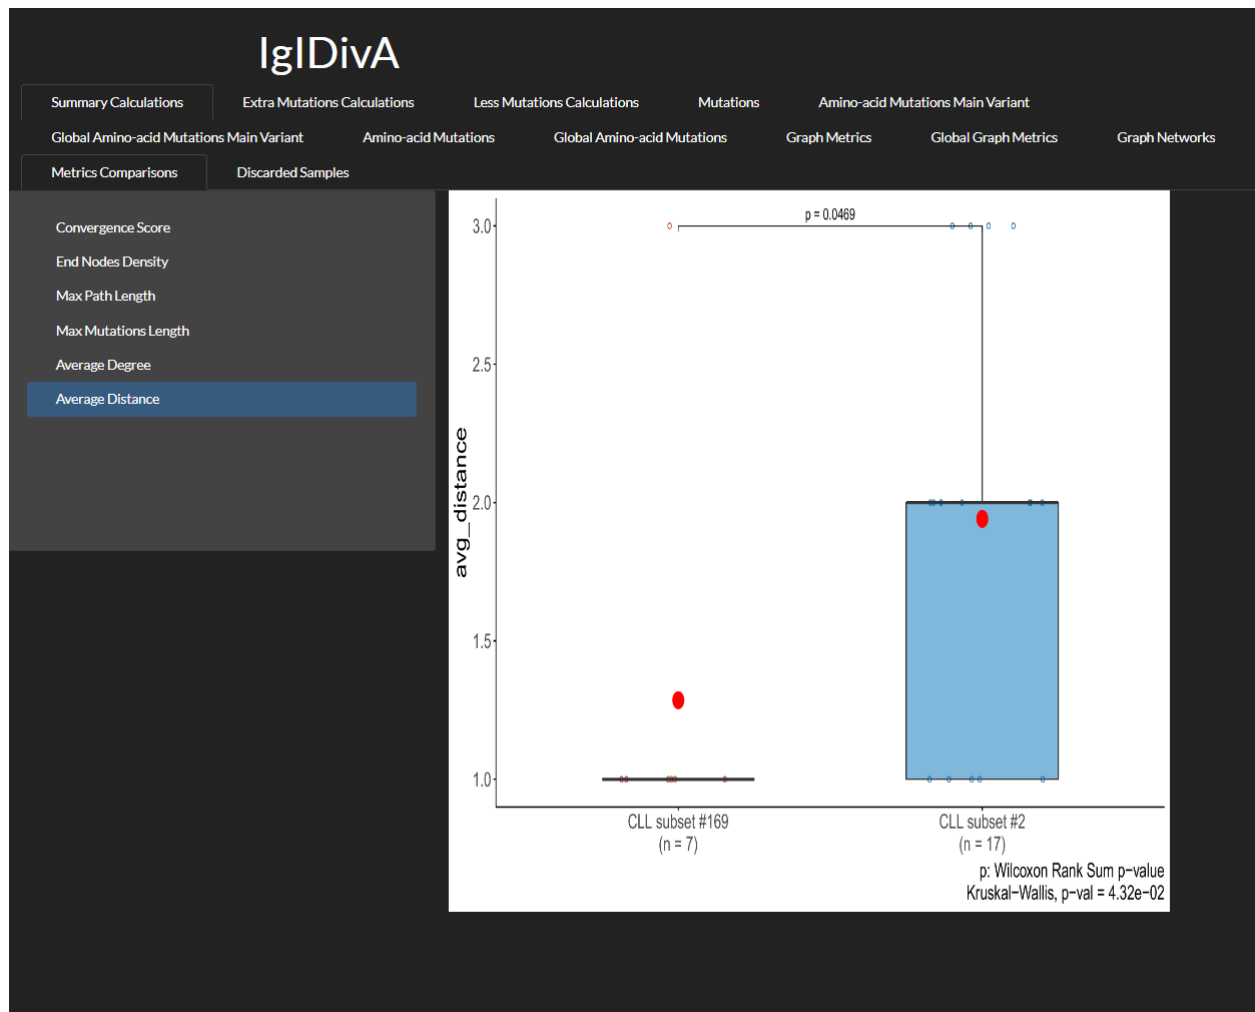 IgIDivA
Summary Calculations Extra Mutations Calculations Less Mutations Calculations Mutations Amino-acid Mutations Main Variant
Global Amino-acid Mutations Main Variant Amino-acid Mutations Global Amino-acid Mutations Graph Metrics Global Graph Metrics Graph Networks
Metrics Comparisons Discarded Samples
Convergence Score
End Nodes Density
Max Path Length
Max Mutations Length
Average Degree
Average Distance
p = 0.0469
3.0
2.5
2.0
1.5
1.0
avg_distance
CLL subset #169
(n = 7)
CLL subset #2
(n = 17)
p: Wilcoxon Rank Sum p−value
Kruskal−Wallis, p−val = 4.32e−02